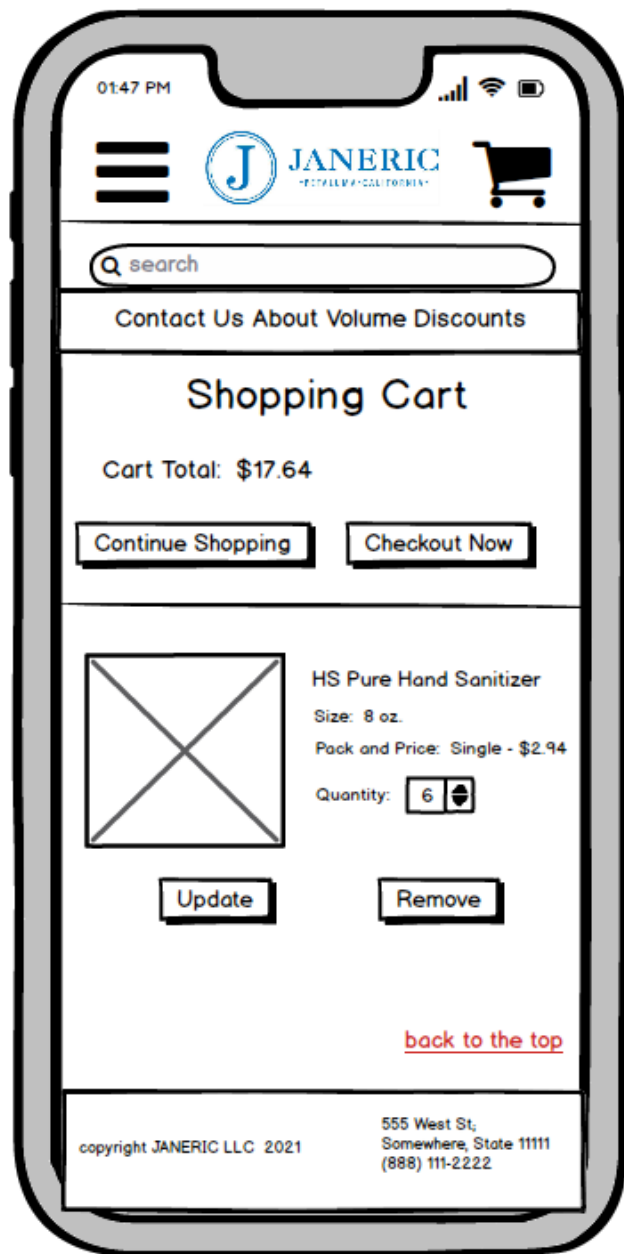 01:47 PM
J JANERIC
•PETALUMA•CALIFORNIA•
search
Contact Us About Volume Discounts
Shopping Cart
Cart Total: $17.64
Continue Shopping Checkout Now
HS Pure Hand Sanitizer
Size: 8 oz.
Pack and Price: Single - $2.94
Quantity: 6
Update Remove
back to the top
copyright JANERIC LLC 2021
555 West St;
Somewhere, State 11111
(888) 111-2222